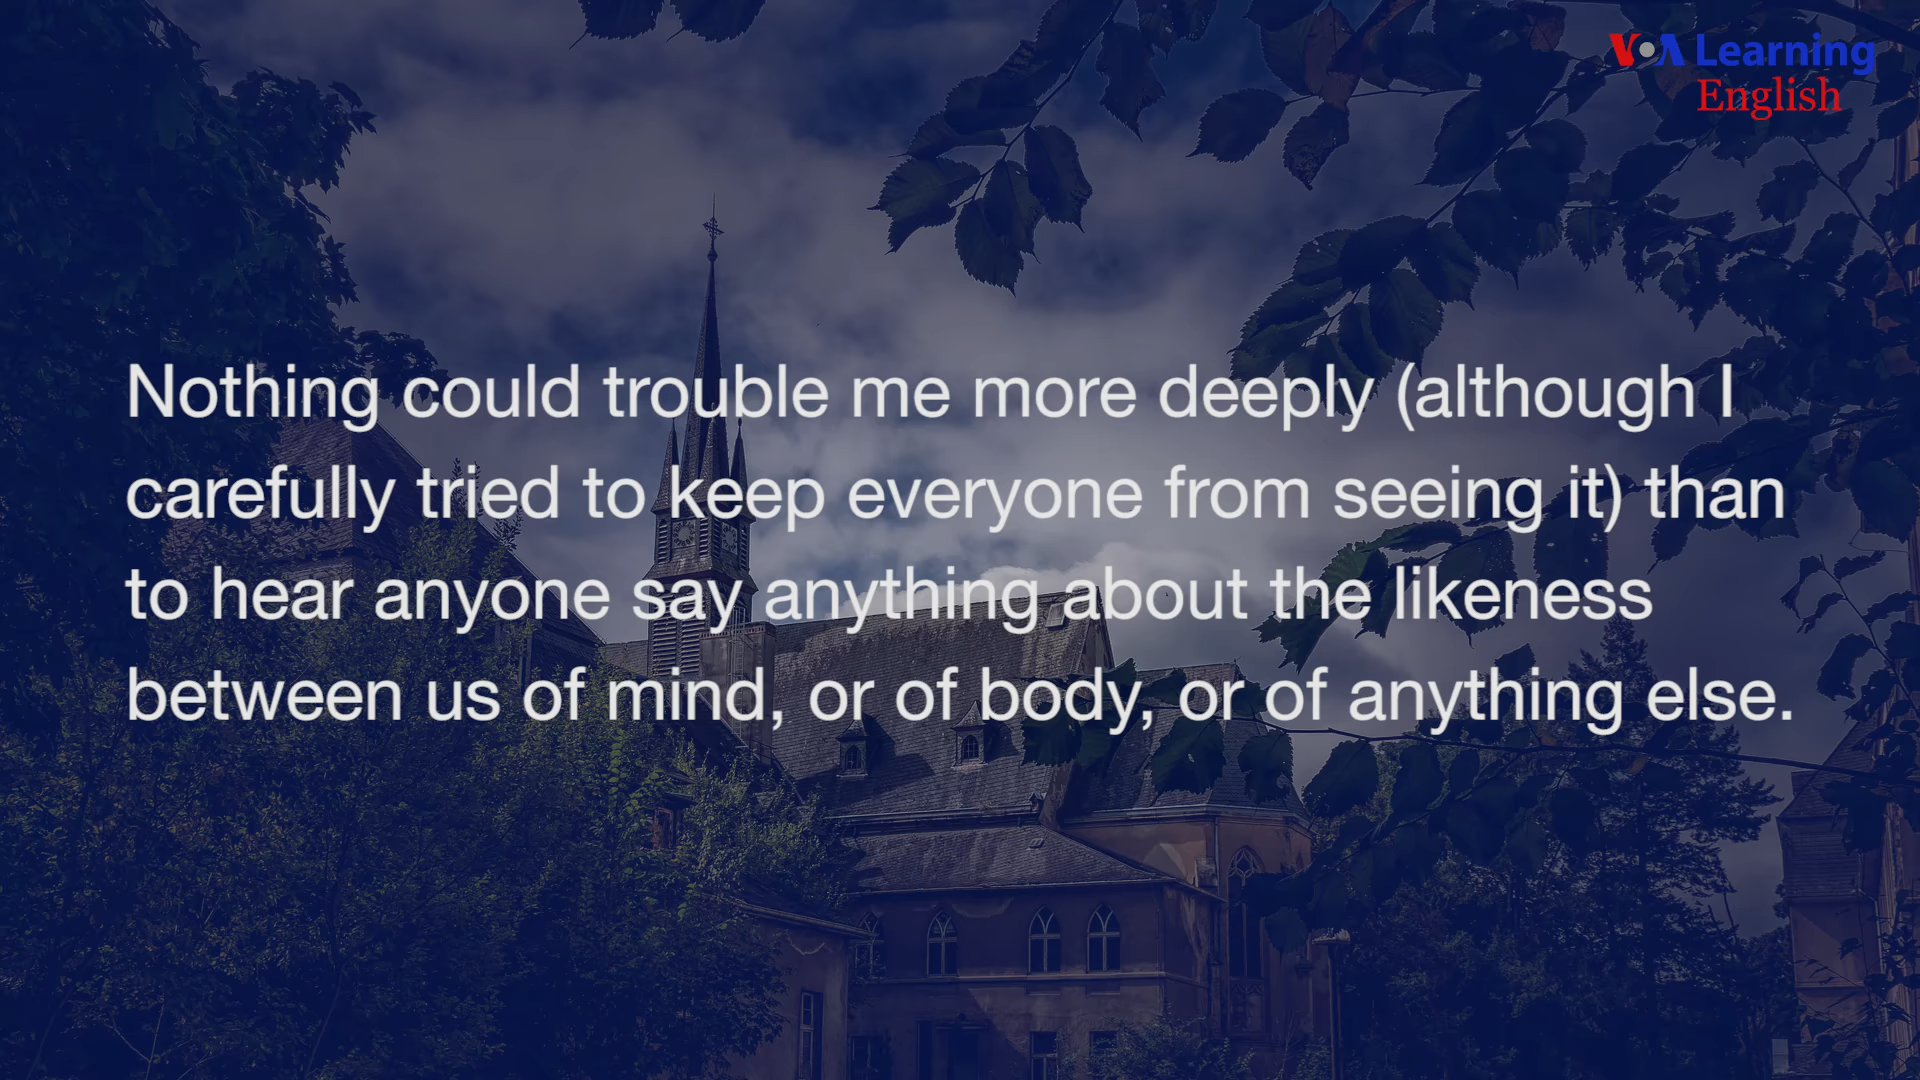 VOA Learning
English
Nothing could trouble me more deeply (although I
carefully tried to keep everyone from seeing it) than
to hear anyone say anything about the likeness
between us of mind, or of body, or of anything else.